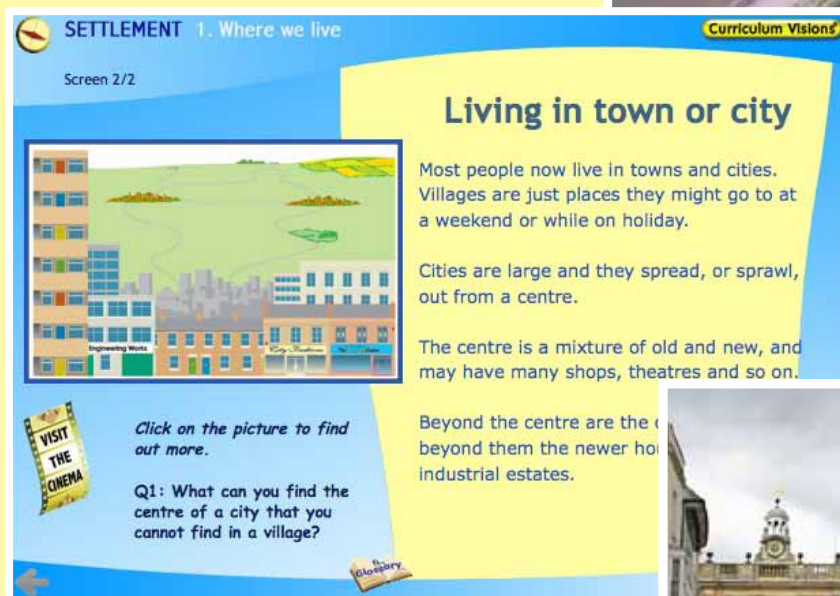 SETTLEMENT 1. Where we live
Curriculum Visions
Screen 2/2
Living in town or city
Most people now live in towns and cities.
Villages are just places they might go to at
a weekend or while on holiday.
Cities are large and they spread, or sprawl,
out from a centre.
The centre is a mixture of old and new, and
may have many shops, theatres and so on.
Beyond the centre are the
beyond them the newer
industrial estates.
Engineering Works
City Fashions
VISIT
THE
CINEMA
Click on the picture to find
out more.
Q1: What can you find the
centre of a city that you
cannot find in a village?
Glossary